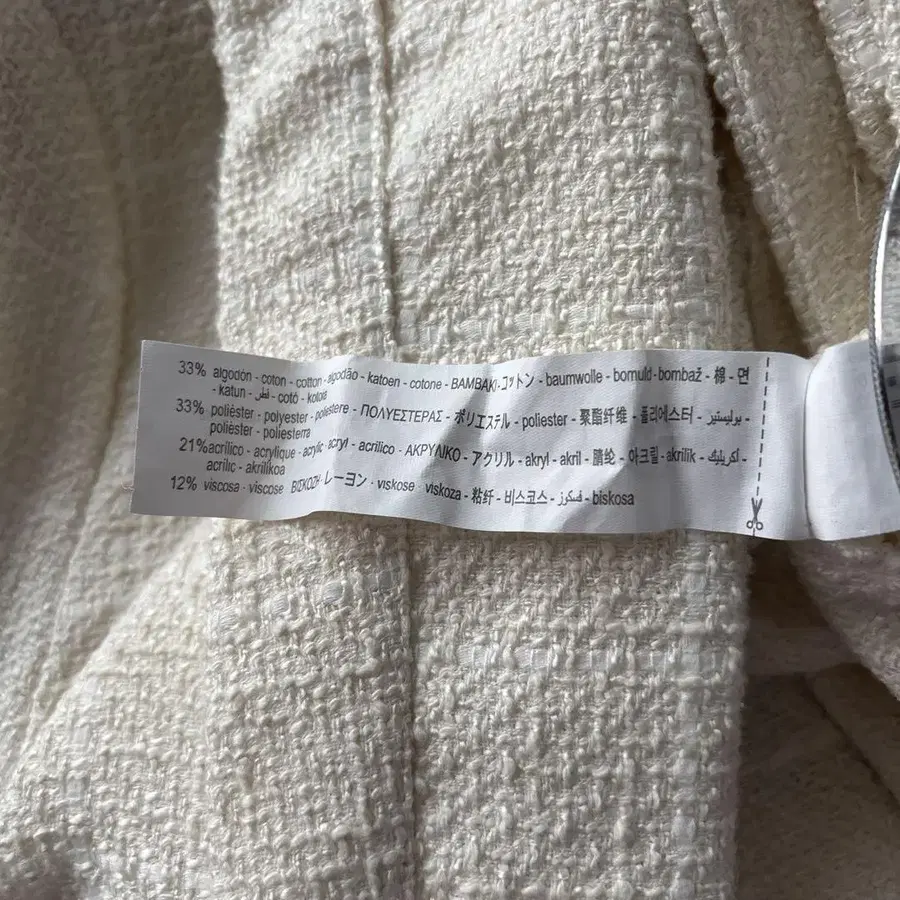 33% algodón - coton - cotton - algodão - katoen - cotone - ΒΑΜΒΑΚΙ - コットン - baumwolle - bomuld - bombaž - 棉 - 면
- katun - قطن - cotó - kotoia
33% poliéster - polyester - poliestere - ΠΟΛΥΕΣΤΕΡΑΣ - ポリエステル - poliester - 聚酯纤维 - 폴리에스터 - بوليستير -
polièster - poliesterra
21% acrílico - acrylique - acrylic - acryl - acrilico - ΑΚΡΥΛΙΚΟ - アクリル - akryl - akril - 腈纶 - 아크릴 - akrilik - أكريليك -
acrílic - akrilikoa
12% viscosa - viscose - ΒΙΣΚΟΖΗ - レーヨン - viskose - viskoza - 粘纤 - 비스코스 - فسكوز - biskosa